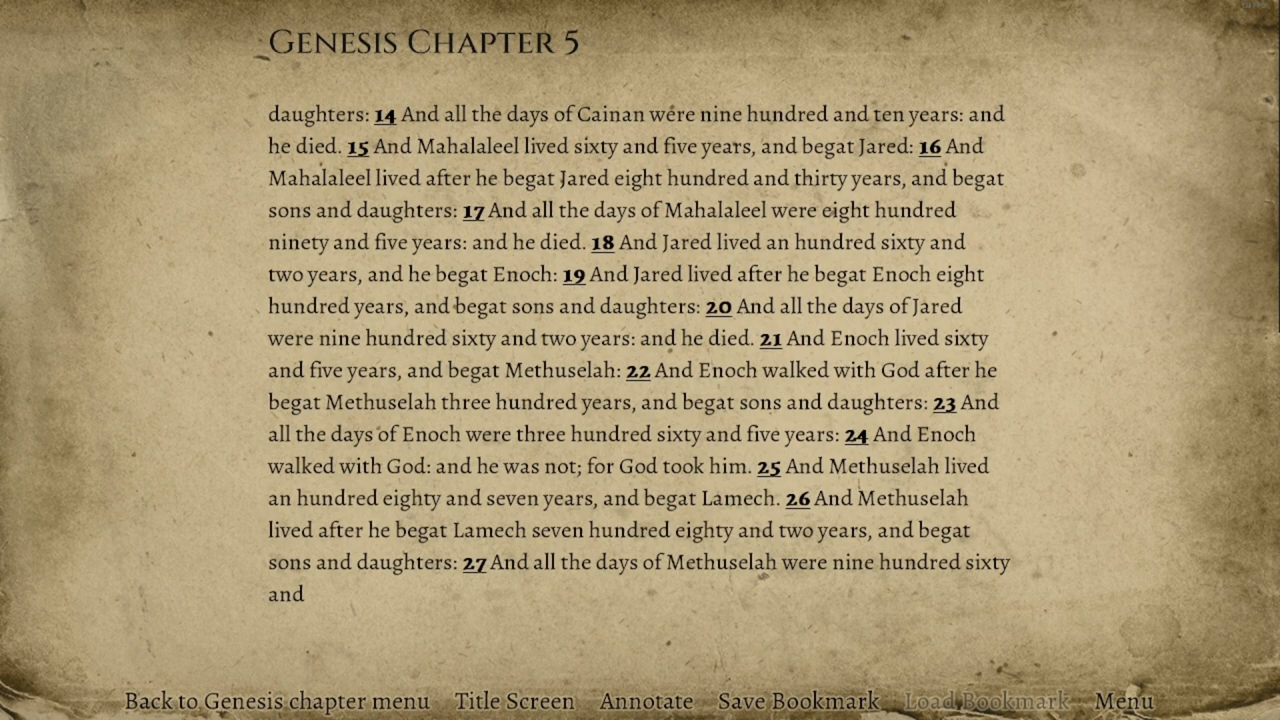 Genesis Chapter 5
daughters: 14 And all the days of Cainan were nine hundred and ten years: and
he died. 15 And Mahalaleel lived sixty and five years, and begat Jared: 16 And
Mahalaleel lived after he begat Jared eight hundred and thirty years, and begat
sons and daughters: 17 And all the days of Mahalaleel were eight hundred
ninety and five years: and he died. 18 And Jared lived an hundred sixty and
two years, and he begat Enoch: 19 And Jared lived after he begat Enoch eight
hundred years, and begat sons and daughters: 20 And all the days of Jared
were nine hundred sixty and two years: and he died. 21 And Enoch lived sixty
and five years, and begat Methuselah: 22 And Enoch walked with God after he
begat Methuselah three hundred years, and begat sons and daughters: 23 And
all the days of Enoch were three hundred sixty and five years: 24 And Enoch
walked with God: and he was not; for God took him. 25 And Methuselah lived
an hundred eighty and seven years, and begat Lamech. 26 And Methuselah
lived after he begat Lamech seven hundred eighty and two years, and begat
sons and daughters: 27 And all the days of Methuselah were nine hundred sixty
and
Back to Genesis chapter menu Title Screen Annotate Save Bookmark Load Bookmark Menu